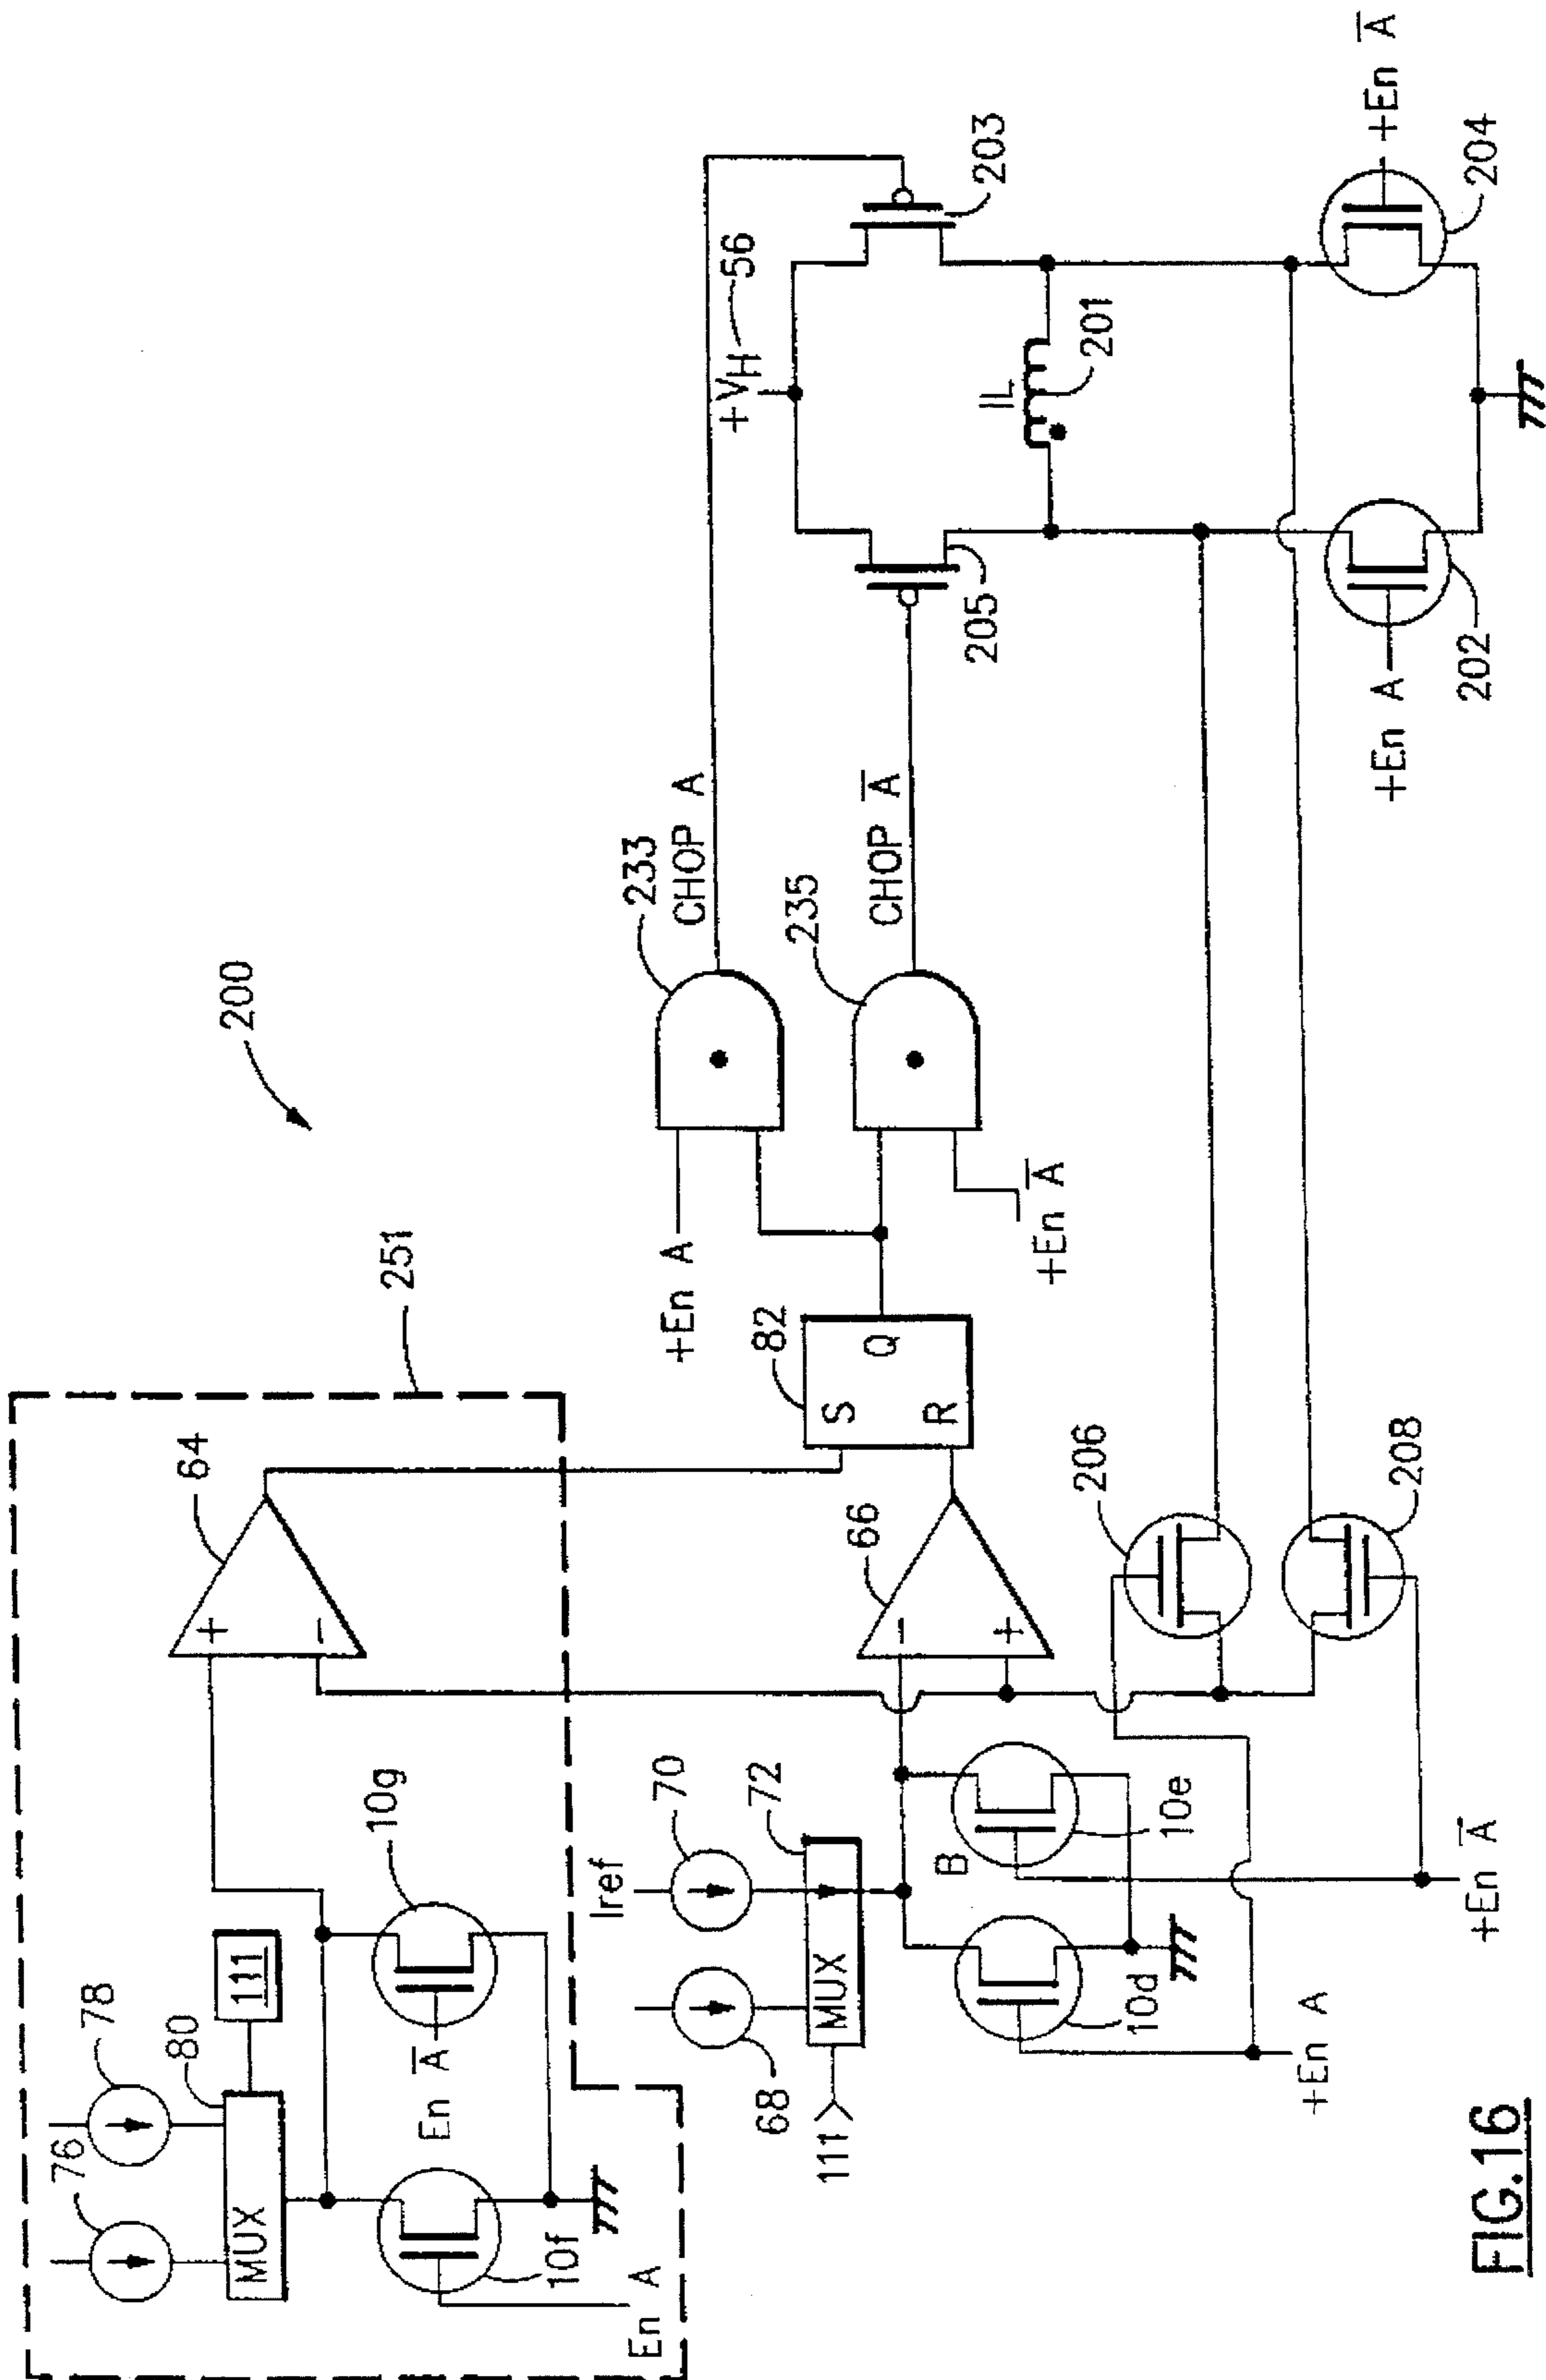 200
251
64
+
−
76
78
80
MUX
111
10g
En A̅
10f
En A
82
S
Q
R
+En A
233
CHOP A
235
CHOP A̅
+En A̅
66
−
+
Iref
70
72
68
MUX
111
B
10e
10d
206
208
+En A
+En A̅
+VH
56
203
205
IL
201
+En A
202
+En A̅
204
FIG.16